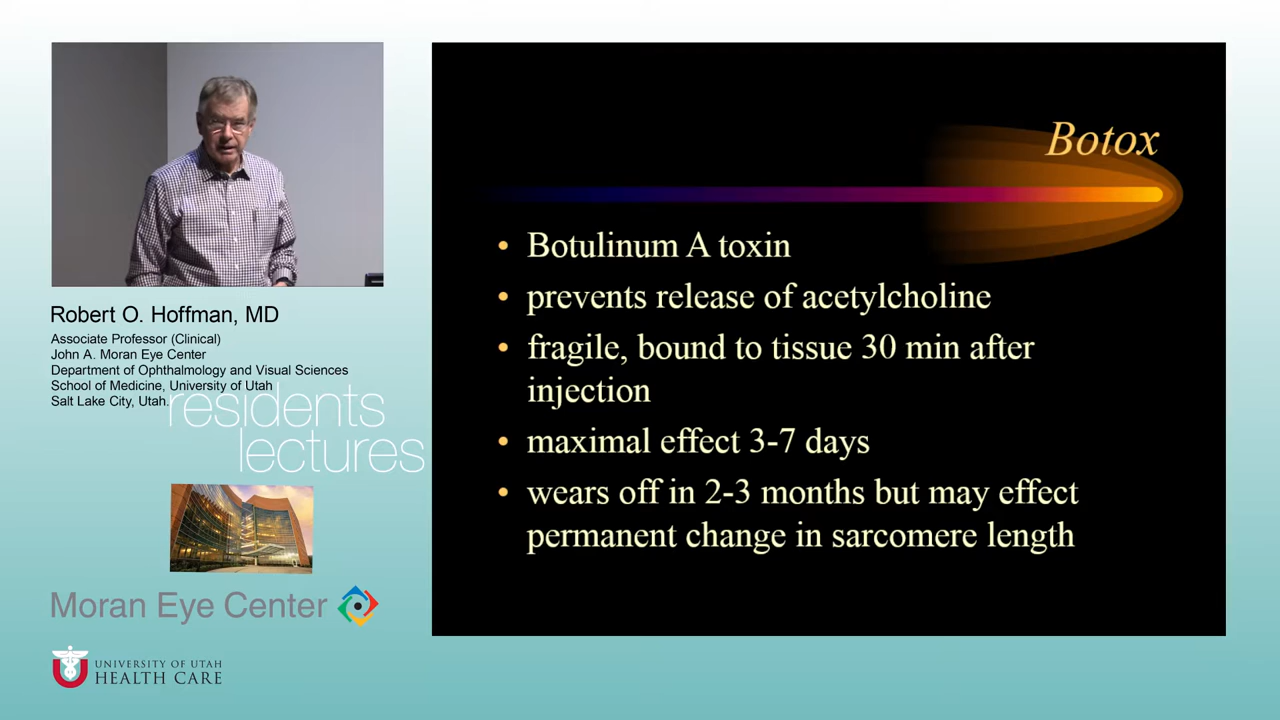 Robert O. Hoffman, MD
Associate Professor (Clinical)
John A. Moran Eye Center
Department of Ophthalmology and Visual Sciences
School of Medicine, University of Utah
Salt Lake City, Utah.
residents
lectures
Moran Eye Center
UNIVERSITY OF UTAH
HEALTH CARE
Botox
• Botulinum A toxin
• prevents release of acetylcholine
• fragile, bound to tissue 30 min after
injection
• maximal effect 3-7 days
• wears off in 2-3 months but may effect
permanent change in sarcomere length